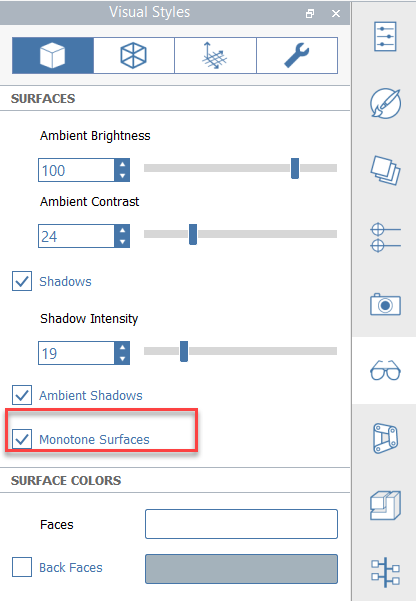 Visual Styles
SURFACES
Ambient Brightness
100
Ambient Contrast
24
Shadows
Shadow Intensity
19
Ambient Shadows
Monotone Surfaces
SURFACE COLORS
Faces
Back Faces